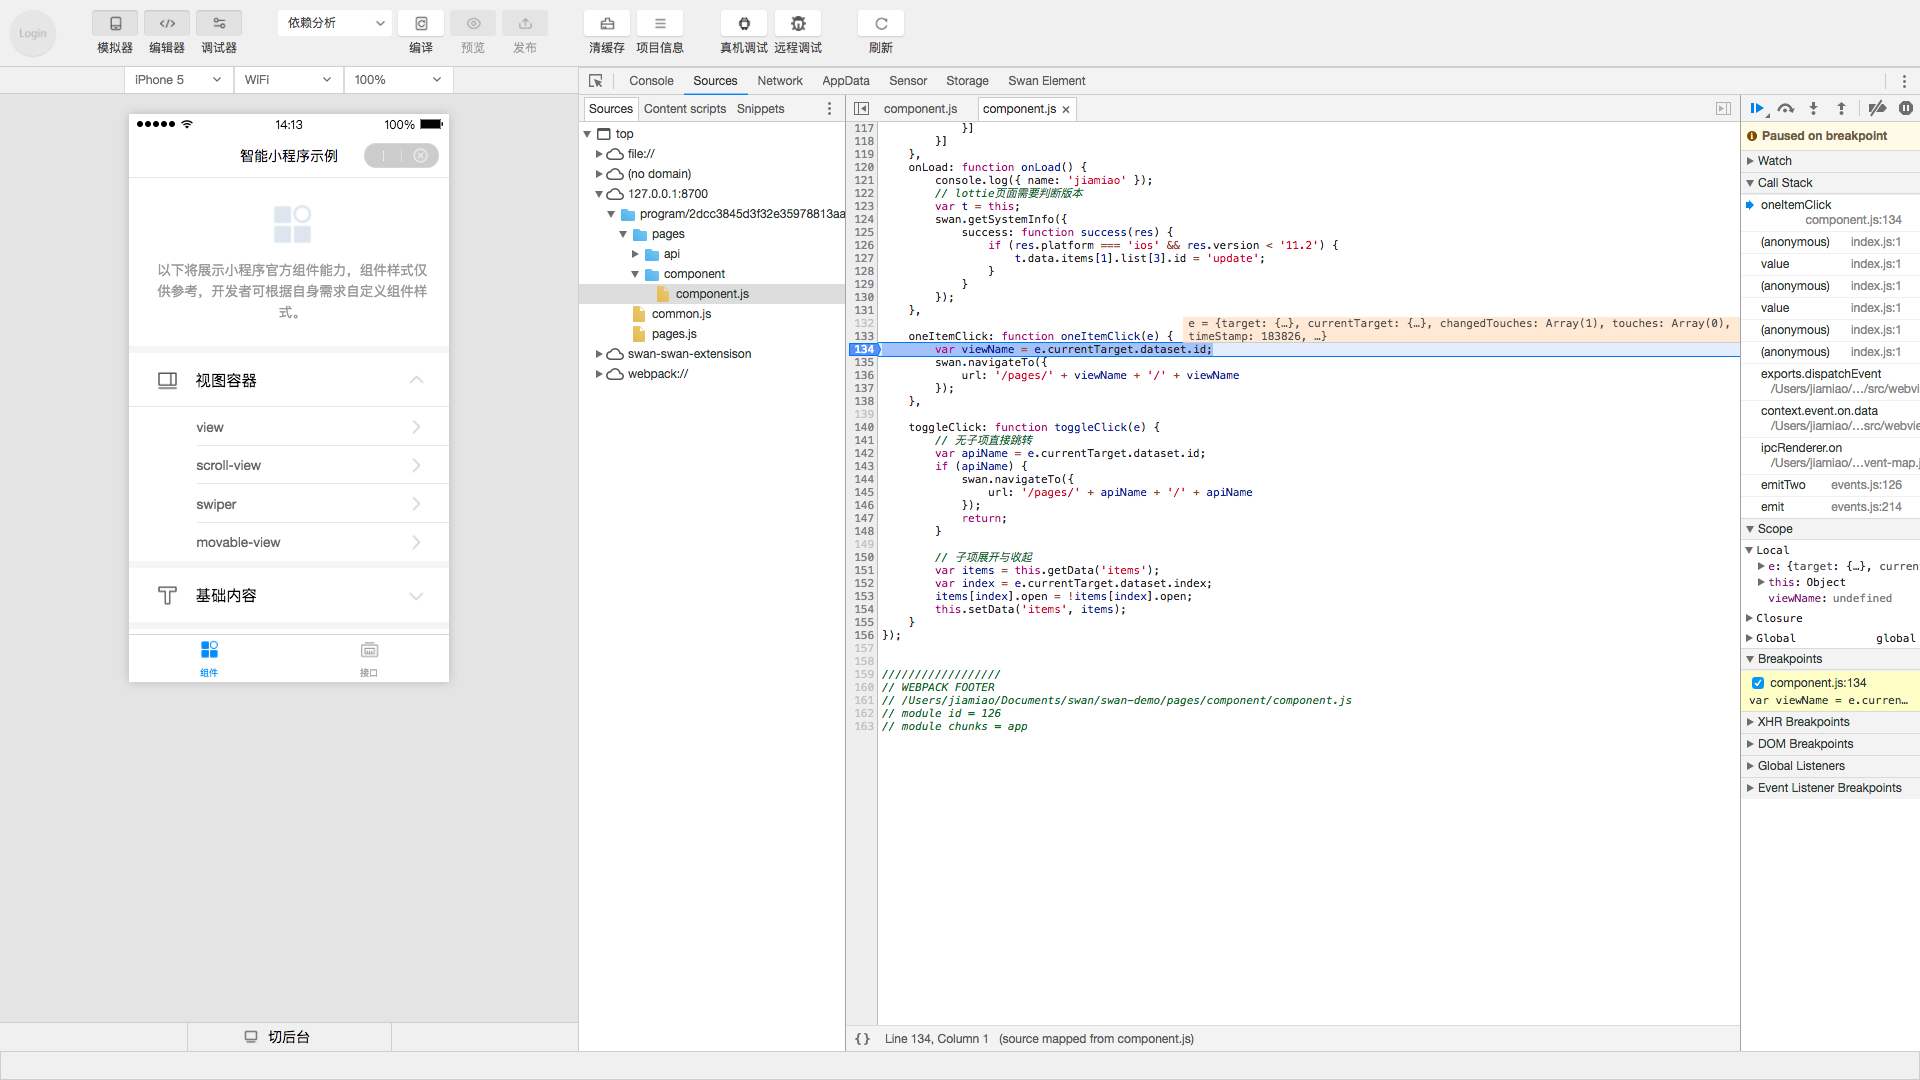 Login
模拟器 编辑器 调试器
依赖分析
编译 预览 发布
清缓存 项目信息
真机调试 远程调试
刷新
iPhone 5 WiFi 100%
14:13 100%
智能小程序示例
以下将展示小程序官方组件能力，组件样式仅
供参考，开发者可根据自身需求自定义组件样
式。
视图容器
view
scroll-view
swiper
movable-view
基础内容
组件 接口
切后台
Console Sources Network AppData Sensor Storage Swan Element
Sources Content scripts Snippets
top
file://
(no domain)
127.0.0.1:8700
program/2dcc3845d3f32e35978813aa
pages
api
component
component.js
common.js
pages.js
swan-swan-extensison
webpack://
component.js component.js ×
117 }]
118 }]
119 },
120 onLoad: function onLoad() {
121 console.log({ name: 'jiamiao' });
122 // lottie页面需要判断版本
123 var t = this;
124 swan.getSystemInfo({
125 success: function success(res) {
126 if (res.platform === 'ios' && res.version < '11.2') {
127 t.data.items[1].list[3].id = 'update';
128 }
129 }
130 });
131 },
132
133 oneItemClick: function oneItemClick(e) { e = {target: {…}, currentTarget: {…}, changedTouches: Array(1), touches: Array(0),
timeStamp: 183826, …}
134 var viewName = e.currentTarget.dataset.id;
135 swan.navigateTo({
136 url: '/pages/' + viewName + '/' + viewName
137 });
138 },
139
140 toggleClick: function toggleClick(e) {
141 // 无子项直接跳转
142 var apiName = e.currentTarget.dataset.id;
143 if (apiName) {
144 swan.navigateTo({
145 url: '/pages/' + apiName + '/' + apiName
146 });
147 return;
148 }
149
150 // 子项展开与收起
151 var items = this.getData('items');
152 var index = e.currentTarget.dataset.index;
153 items[index].open = !items[index].open;
154 this.setData('items', items);
155 }
156 });
157
158
159 //////////////////
160 // WEBPACK FOOTER
161 // /Users/jiamiao/Documents/swan/swan-demo/pages/component/component.js
162 // module id = 126
163 // module chunks = app
{} Line 134, Column 1 (source mapped from component.js)
Paused on breakpoint
Watch
Call Stack
oneItemClick
component.js:134
(anonymous) index.js:1
value index.js:1
(anonymous) index.js:1
value index.js:1
(anonymous) index.js:1
(anonymous) index.js:1
exports.dispatchEvent
/Users/jiamiao/…/src/webvi
context.event.on.data
/Users/jiamiao/…src/webvie
ipcRenderer.on
/Users/jiamiao/…vent-map.j
emitTwo events.js:126
emit events.js:214
Scope
Local
e: {target: {…}, curren
this: Object
viewName: undefined
Closure
Global global
Breakpoints
component.js:134
var viewName = e.curren…
XHR Breakpoints
DOM Breakpoints
Global Listeners
Event Listener Breakpoints